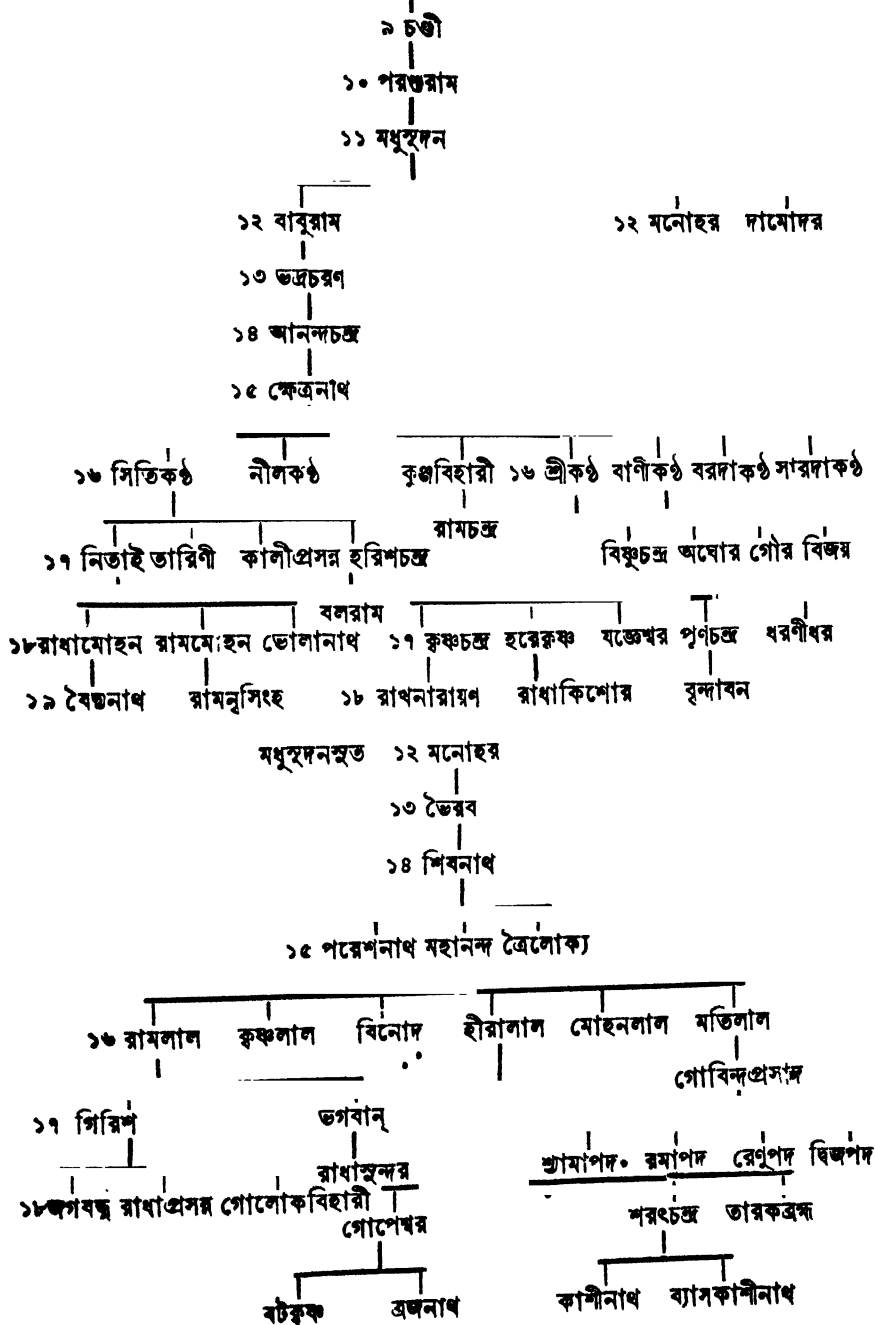 ৯ চণ্ডী
১০ পরশুরাম
১১ মধুসূদন
১২ বাবুরাম ১২ মনোহর দামোদর
১৩ ভদ্রচরণ
১৪ আনন্দচন্দ্র
১৫ ক্ষেত্রনাথ
১৬ সিতিকণ্ঠ নীলকণ্ঠ কুঞ্জবিহারী ১৬ শ্রীকণ্ঠ বাণীকণ্ঠ বরদাকণ্ঠ সারদাকণ্ঠ
রামচন্দ্র
১৭ নিতাই তারিণী কালীপ্রসন্ন হরিশচন্দ্র বিষ্ণুচন্দ্র অঘোর গৌর বিজয়
বলরাম
১৮ রাধামোহন রামমোহন ভোলানাথ ১৭ কৃষ্ণচন্দ্র হরেকৃষ্ণ যজ্ঞেশ্বর পূর্ণচন্দ্র ধরণীধর
১৯ বৈদ্যনাথ রামনৃসিংহ ১৮ রাধনারায়ণ রাধাকিশোর বৃন্দাবন
মধুসূদনসুত ১২ মনোহর
১৩ ভৈরব
১৪ শিবনাথ
১৫ পরেশনাথ মহানন্দ ত্রৈলোক্য
১৬ রামলাল কৃষ্ণলাল বিনোদ হীরালাল মোহনলাল মতিলাল
গোবিন্দপ্রসাদ
১৭ গিরিশ ভগবান্
শ্যামাপদ রমাপদ রেণুপদ দ্বিজপদ
রাধাসুন্দর
১৮ জগবন্ধু রাধাপ্রসন্ন গোলোকবিহারী শরৎচন্দ্র তারকব্রহ্ম
গোপেশ্বর
বটকৃষ্ণ ব্রজনাথ কাশীনাথ ব্যাসকাশীনাথ